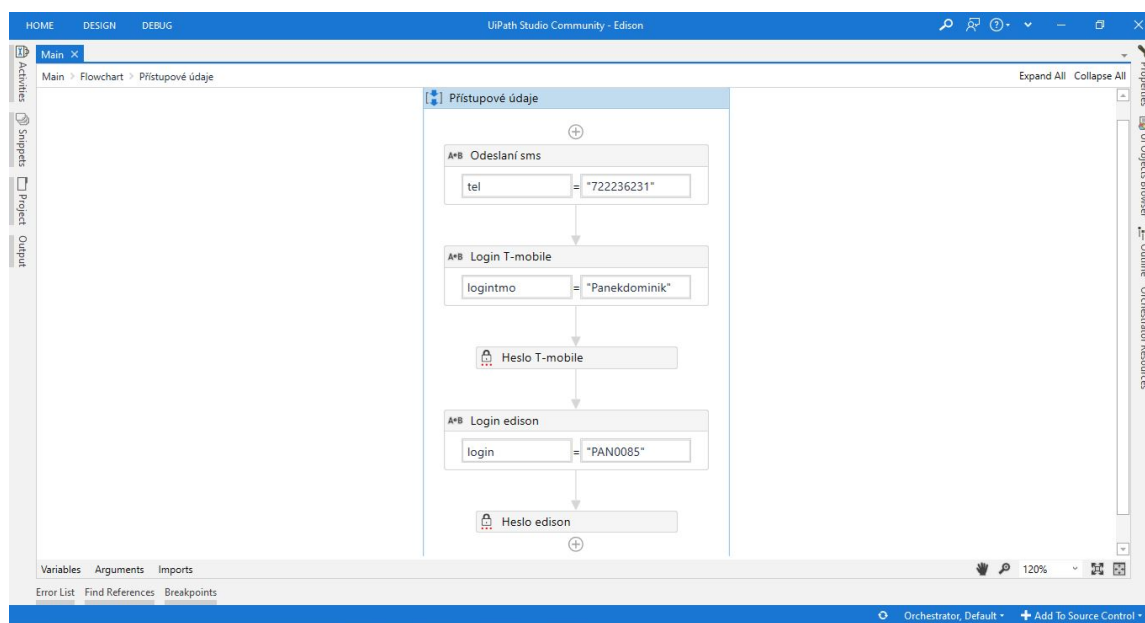 HOME DESIGN DEBUG UiPath Studio Community - Edison
Main
Main > Flowchart > Přístupové údaje Expand All Collapse All
Activities
Snippets
Project
Output
Properties
UI Objects Browser
Outline
Orchestrator Resources
Přístupové údaje
A*B Odeslaní sms
tel = "722236231"
A*B Login T-mobile
logintmo = "Panekdominik"
Heslo T-mobile
A*B Login edison
login = "PAN0085"
Heslo edison
Variables Arguments Imports 120%
Error List Find References Breakpoints
Orchestrator, Default Add To Source Control